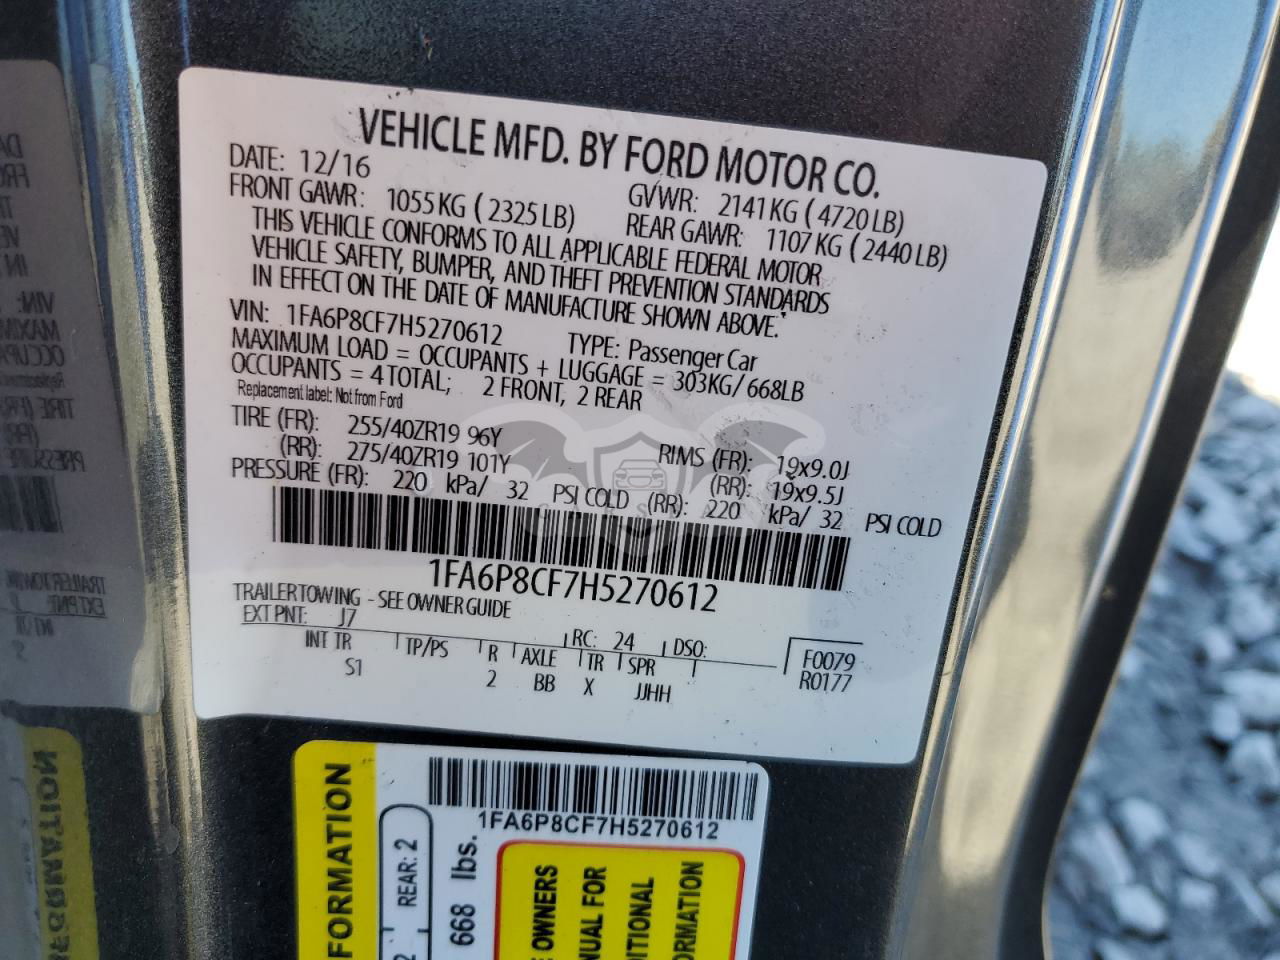 VEHICLE MFD. BY FORD MOTOR CO.
DATE: 12/16
GVWR: 2141 KG (4720 LB)
FRONT GAWR: 1055 KG (2325 LB)
REAR GAWR: 1107 KG (2440 LB)
THIS VEHICLE CONFORMS TO ALL APPLICABLE FEDERAL MOTOR
VEHICLE SAFETY, BUMPER, AND THEFT PREVENTION STANDARDS
IN EFFECT ON THE DATE OF MANUFACTURE SHOWN ABOVE.
VIN: 1FA6P8CF7H5270612
TYPE: Passenger Car
MAXIMUM LOAD = OCCUPANTS + LUGGAGE = 303KG/668LB
OCCUPANTS = 4 TOTAL; 2 FRONT, 2 REAR
Replacement label: Not from Ford
TIRE (FR): 255/40ZR19 96Y
RIMS (FR): 19x9.0J
(RR): 275/40ZR19 101Y
(RR): 19x9.5J
PRESSURE (FR): 220 kPa/ 32 PSI COLD (RR): 220 kPa/ 32 PSI COLD
1FA6P8CF7H5270612
TRAILER TOWING - SEE OWNER GUIDE
EXT PNT: J7 RC: 24 DSO:
INT TR TP/PS R AXLE TR SPR
S1 2 BB X JJHH
F0079
R0177
1FA6P8CF7H5270612
FORMATION
REAR: 2
668 lbs.
OWNERS
NUAL FOR
DITIONAL
ORMATION